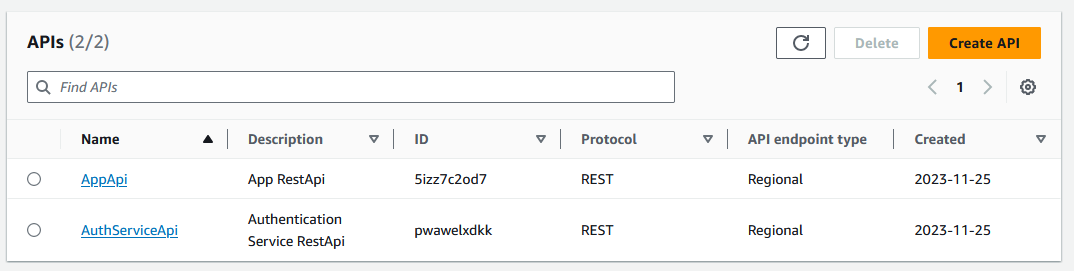 APIs (2/2)
Delete
Create API
Find APIs
1
Name Description ID Protocol API endpoint type Created
AppApi App RestApi 5izz7c2od7 REST Regional 2023-11-25
AuthServiceApi Authentication Service RestApi pwawelxdkk REST Regional 2023-11-25